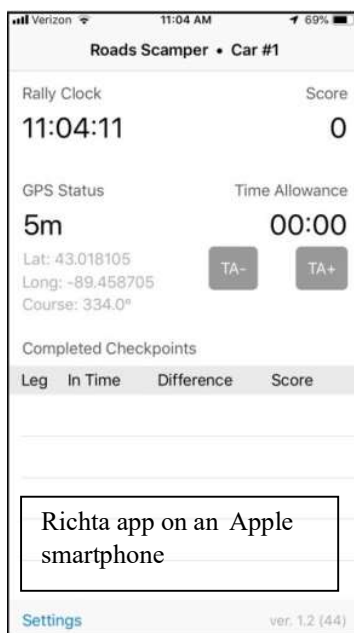 Verizon 11:04 AM 69%
Roads Scamper • Car #1
Rally Clock Score
11:04:11 0
GPS Status Time Allowance
5m 00:00
Lat: 43.018105
Long: -89.458705
Course: 334.0°
TA- TA+
Completed Checkpoints
Leg In Time Difference Score
Richta app on an Apple
smartphone
Settings ver. 1.2 (44)